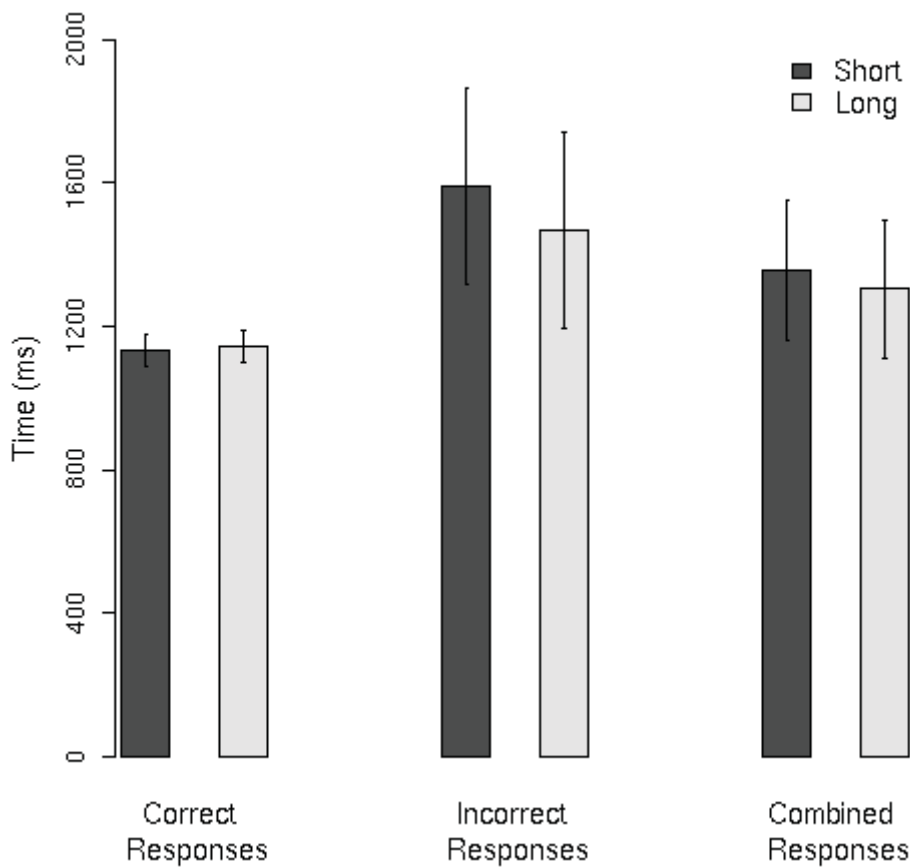 2000
1600
1200
800
400
0
Time (ms)
Short
Long
Correct
Responses
Incorrect
Responses
Combined
Responses